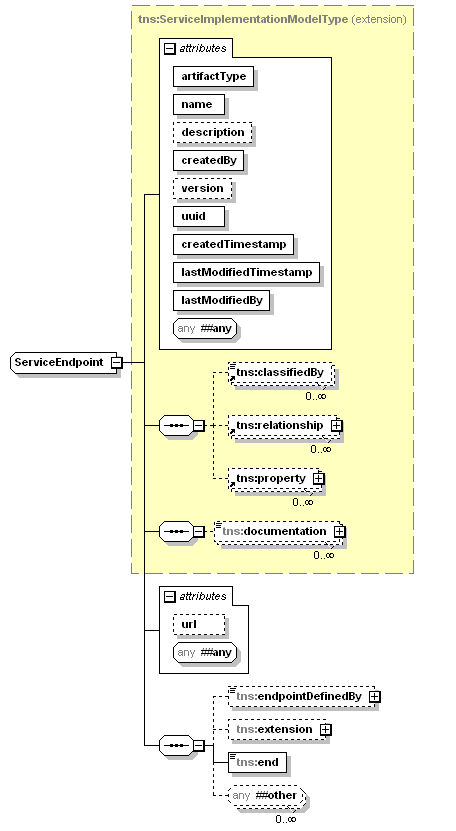 tns:ServiceImplementationModelType (extension)
attributes
artifactType
name
description
createdBy
version
uuid
createdTimestamp
lastModifiedTimestamp
lastModifiedBy
any ##any
ServiceEndpoint
tns:classifiedBy
0..∞
tns:relationship
0..∞
tns:property
0..∞
tns:documentation
0..∞
attributes
url
any ##any
tns:endpointDefinedBy
tns:extension
tns:end
any ##other
0..∞